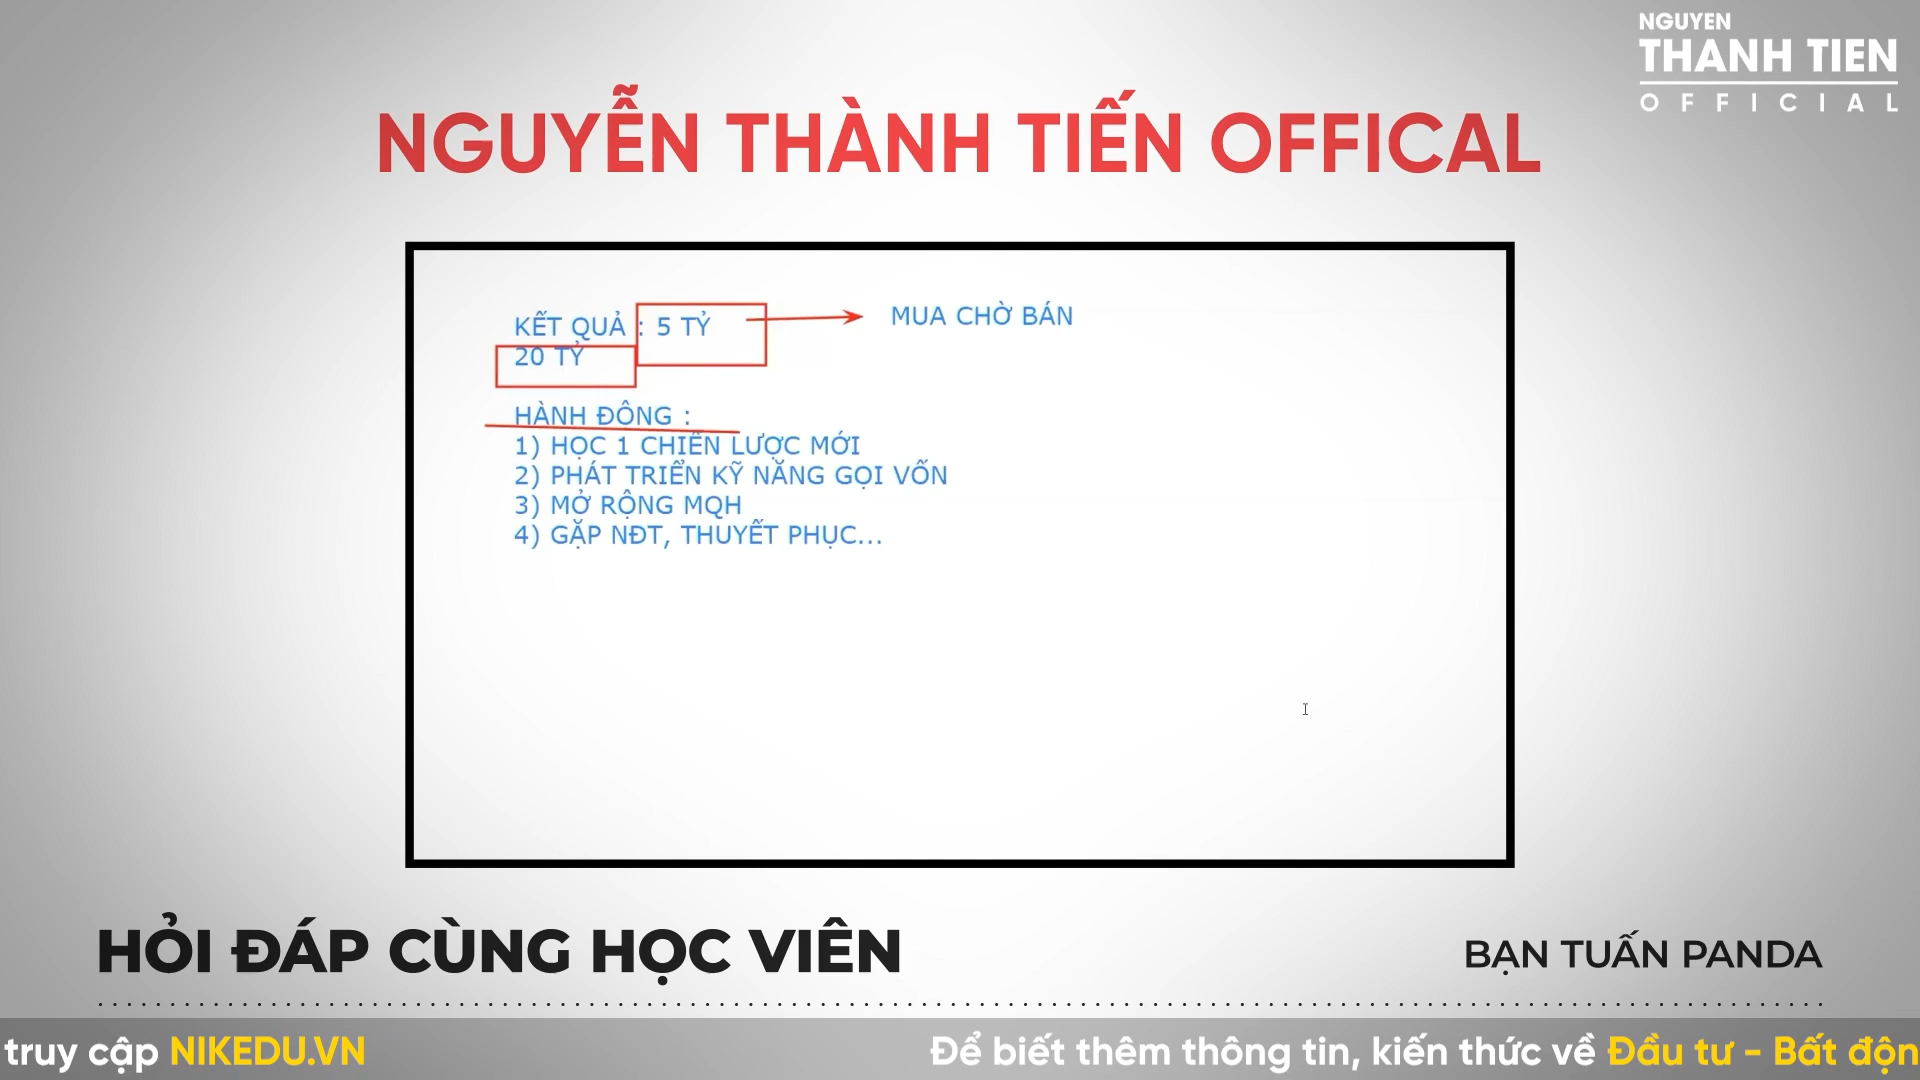 NGUYEN
THANH TIEN
OFFICIAL
NGUYỄN THÀNH TIẾN OFFICAL
KẾT QUẢ : 5 TỶ
MUA CHỜ BÁN
20 TỶ
HÀNH ĐỘNG :
1) HỌC 1 CHIẾN LƯỢC MỚI
2) PHÁT TRIỂN KỸ NĂNG GỌI VỐN
3) MỞ RỘNG MQH
4) GẶP NĐT, THUYẾT PHỤC...
HỎI ĐÁP CÙNG HỌC VIÊN
BẠN TUẤN PANDA
truy cập NIKEDU.VN
Để biết thêm thông tin, kiến thức về Đầu tư - Bất độn